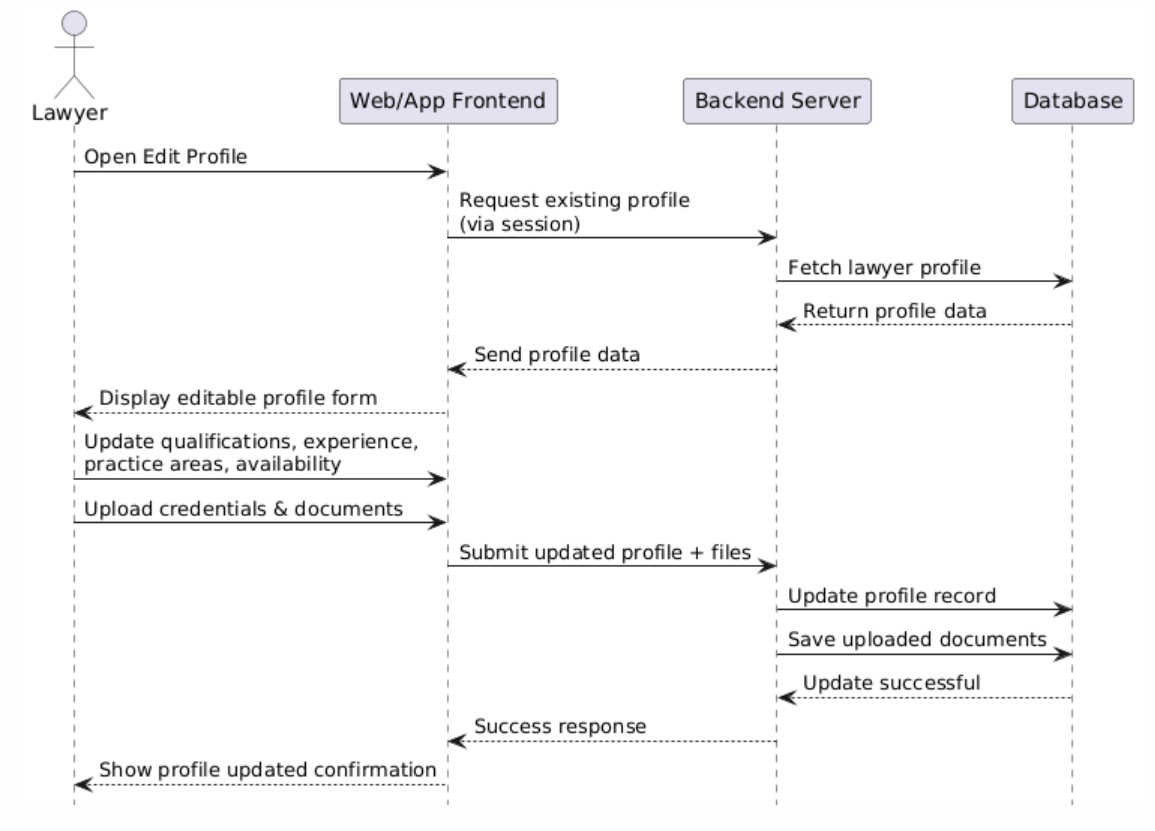 Lawyer
Web/App Frontend
Backend Server
Database
Open Edit Profile
Request existing profile
(via session)
Fetch lawyer profile
Return profile data
Send profile data
Display editable profile form
Update qualifications, experience,
practice areas, availability
Upload credentials & documents
Submit updated profile + files
Update profile record
Save uploaded documents
Update successful
Success response
Show profile updated confirmation